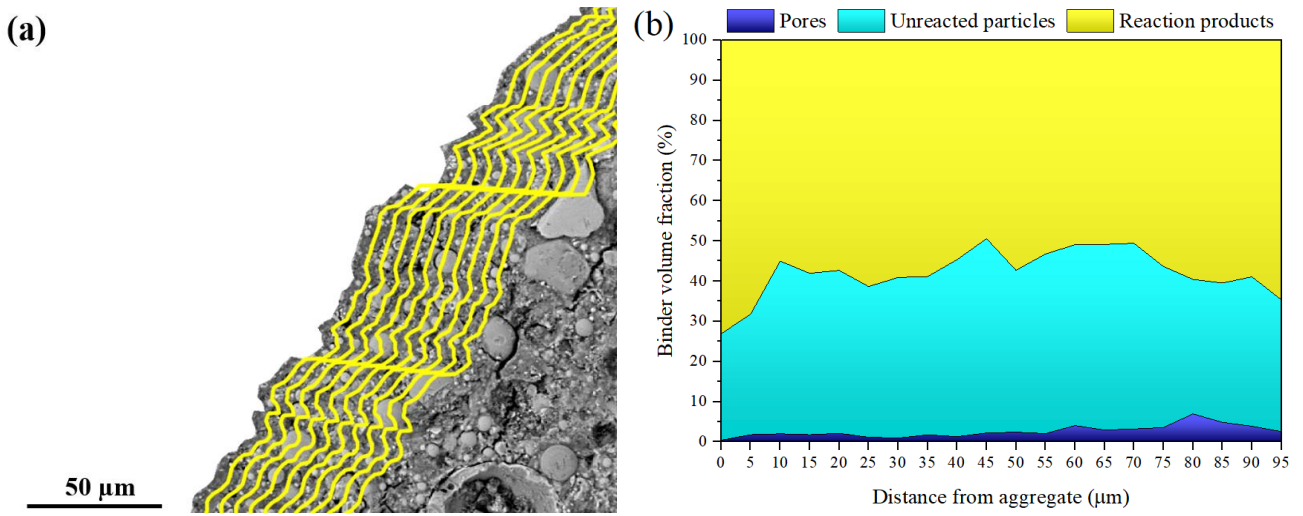 (a)
50 µm
(b)
Pores Unreacted particles Reaction products
Binder volume fraction (%)
100
90
80
70
60
50
40
30
20
10
0
0 5 10 15 20 25 30 35 40 45 50 55 60 65 70 75 80 85 90 95
Distance from aggregate (µm)